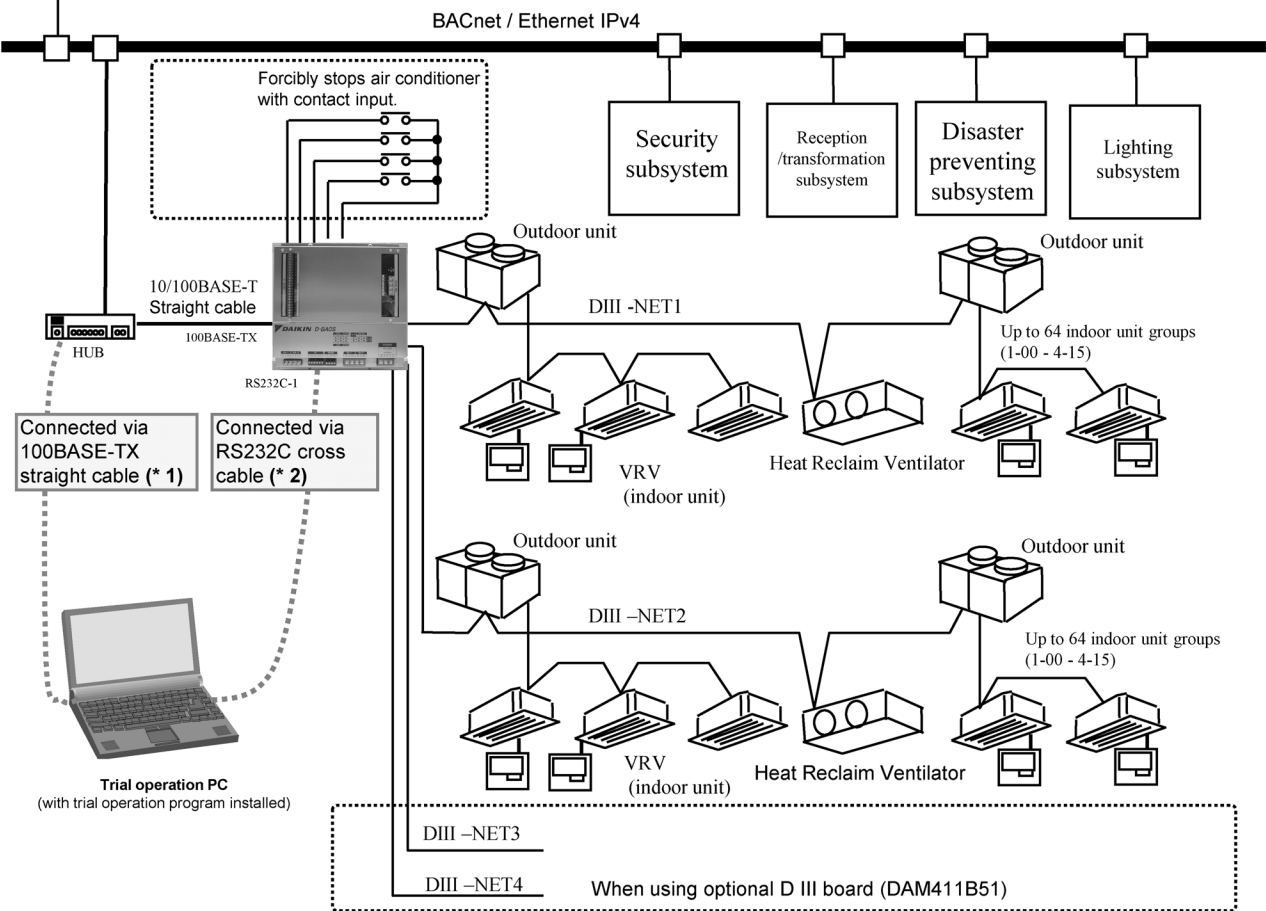 BACnet / Ethernet IPv4
Forcibly stops air conditioner
with contact input.
Security
subsystem
Reception
/transformation
subsystem
Disaster
preventing
subsystem
Lighting
subsystem
Outdoor unit
Outdoor unit
10/100BASE-T
Straight cable
100BASE-TX
HUB
DAIKIN D-BACS
RS232C-1
DIII -NET1
Up to 64 indoor unit groups
(1-00 - 4-15)
Connected via
100BASE-TX
straight cable (* 1)
Connected via
RS232C cross
cable (* 2)
VRV
(indoor unit)
Heat Reclaim Ventilator
Outdoor unit
Outdoor unit
DIII –NET2
Up to 64 indoor unit groups
(1-00 - 4-15)
VRV
(indoor unit)
Heat Reclaim Ventilator
Trial operation PC
(with trial operation program installed)
DIII –NET3
DIII –NET4
When using optional D III board (DAM411B51)